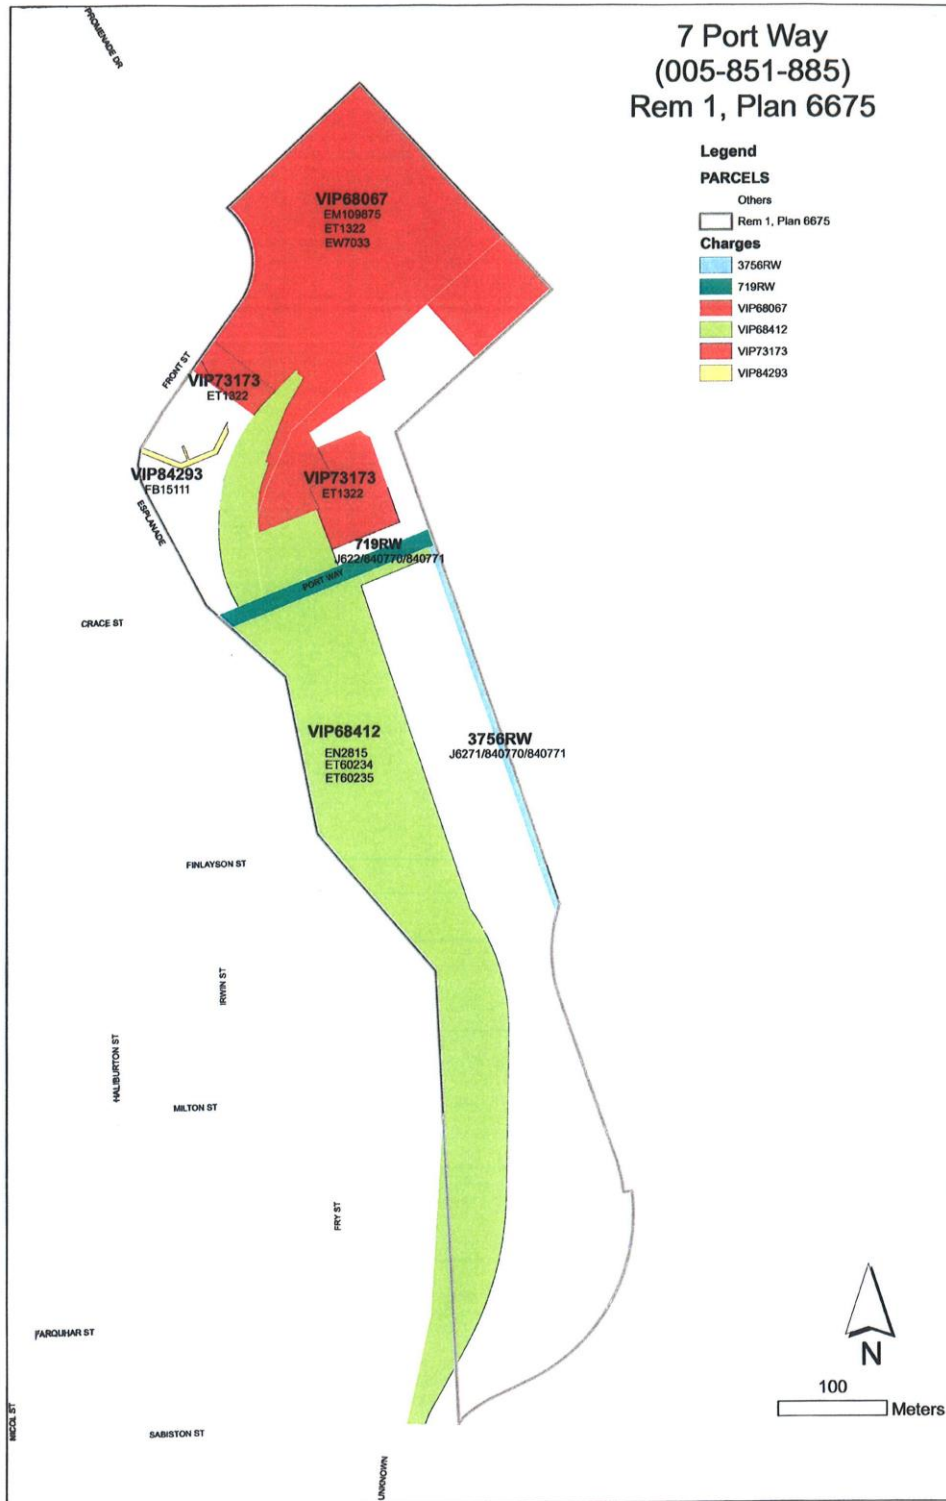 PROMENADE DR
7 Port Way
(005-851-885)
Rem 1, Plan 6675
Legend
PARCELS
Others
Rem 1, Plan 6675
Charges
3756RW
719RW
VIP68067
VIP68412
VIP73173
VIP84293
VIP68067
EM109875
ET1322
EW7033
FRONT ST
VIP73173
ET1322
VIP84293
FB15111
VIP73173
ET1322
ESPLANADE
719RW
J622/840770/840771
PORT WAY
CRACE ST
VIP68412
EN2815
ET60234
ET60235
3756RW
J6271/840770/840771
FINLAYSON ST
IRWIN ST
HALIBURTON ST
MILTON ST
FRY ST
FARQUHAR ST
N
100
Meters
NICOL ST
SABISTON ST
UNKNOWN